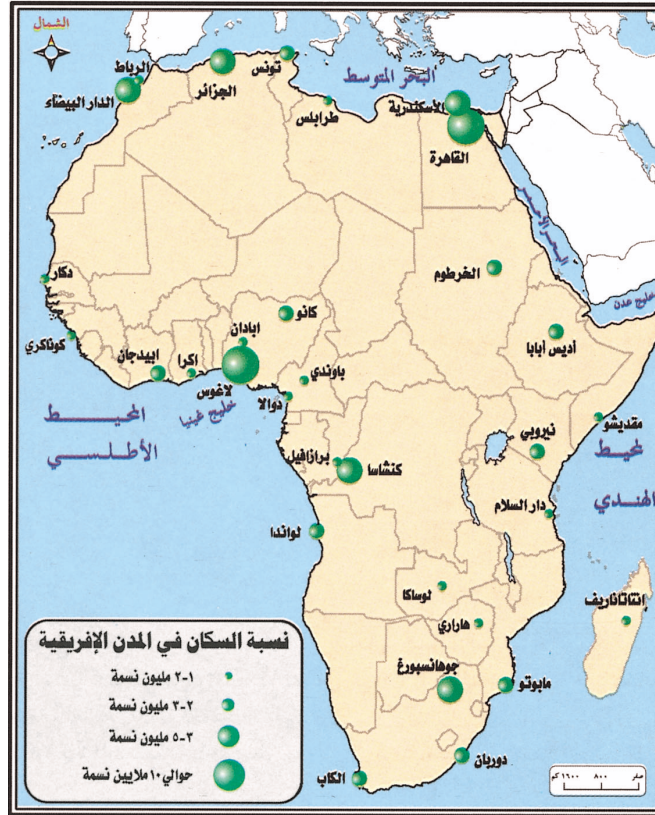 الشمال
تونس
الرباط
الجزائر
الدار البيضاء
البحر المتوسط
طرابلس
الأسكندرية
القاهرة
البحر الأحمر
خليج عدن
دكار
الخرطوم
كانو
أديس أبابا
كوناكري
ابيدجان
اكرا
ابادان
لاغوس
ياوندي
دوالا
خليج غينيا
المحيط
الأطلسي
مقديشو
نيروبي
المحيط
الهندي
برازافيل
كنشاسا
دار السلام
لواندا
لوساكا
انتاناناريف
هاراري
جوهانسبورغ
مابوتو
دوربان
الكاب
نسبة السكان في المدن الإفريقية
١-٢ مليون نسمة
٢-٣ مليون نسمة
٣-٥ مليون نسمة
حوالي ١٠ ملايين نسمة
صفر ٨٠٠ ١٦٠٠ كم